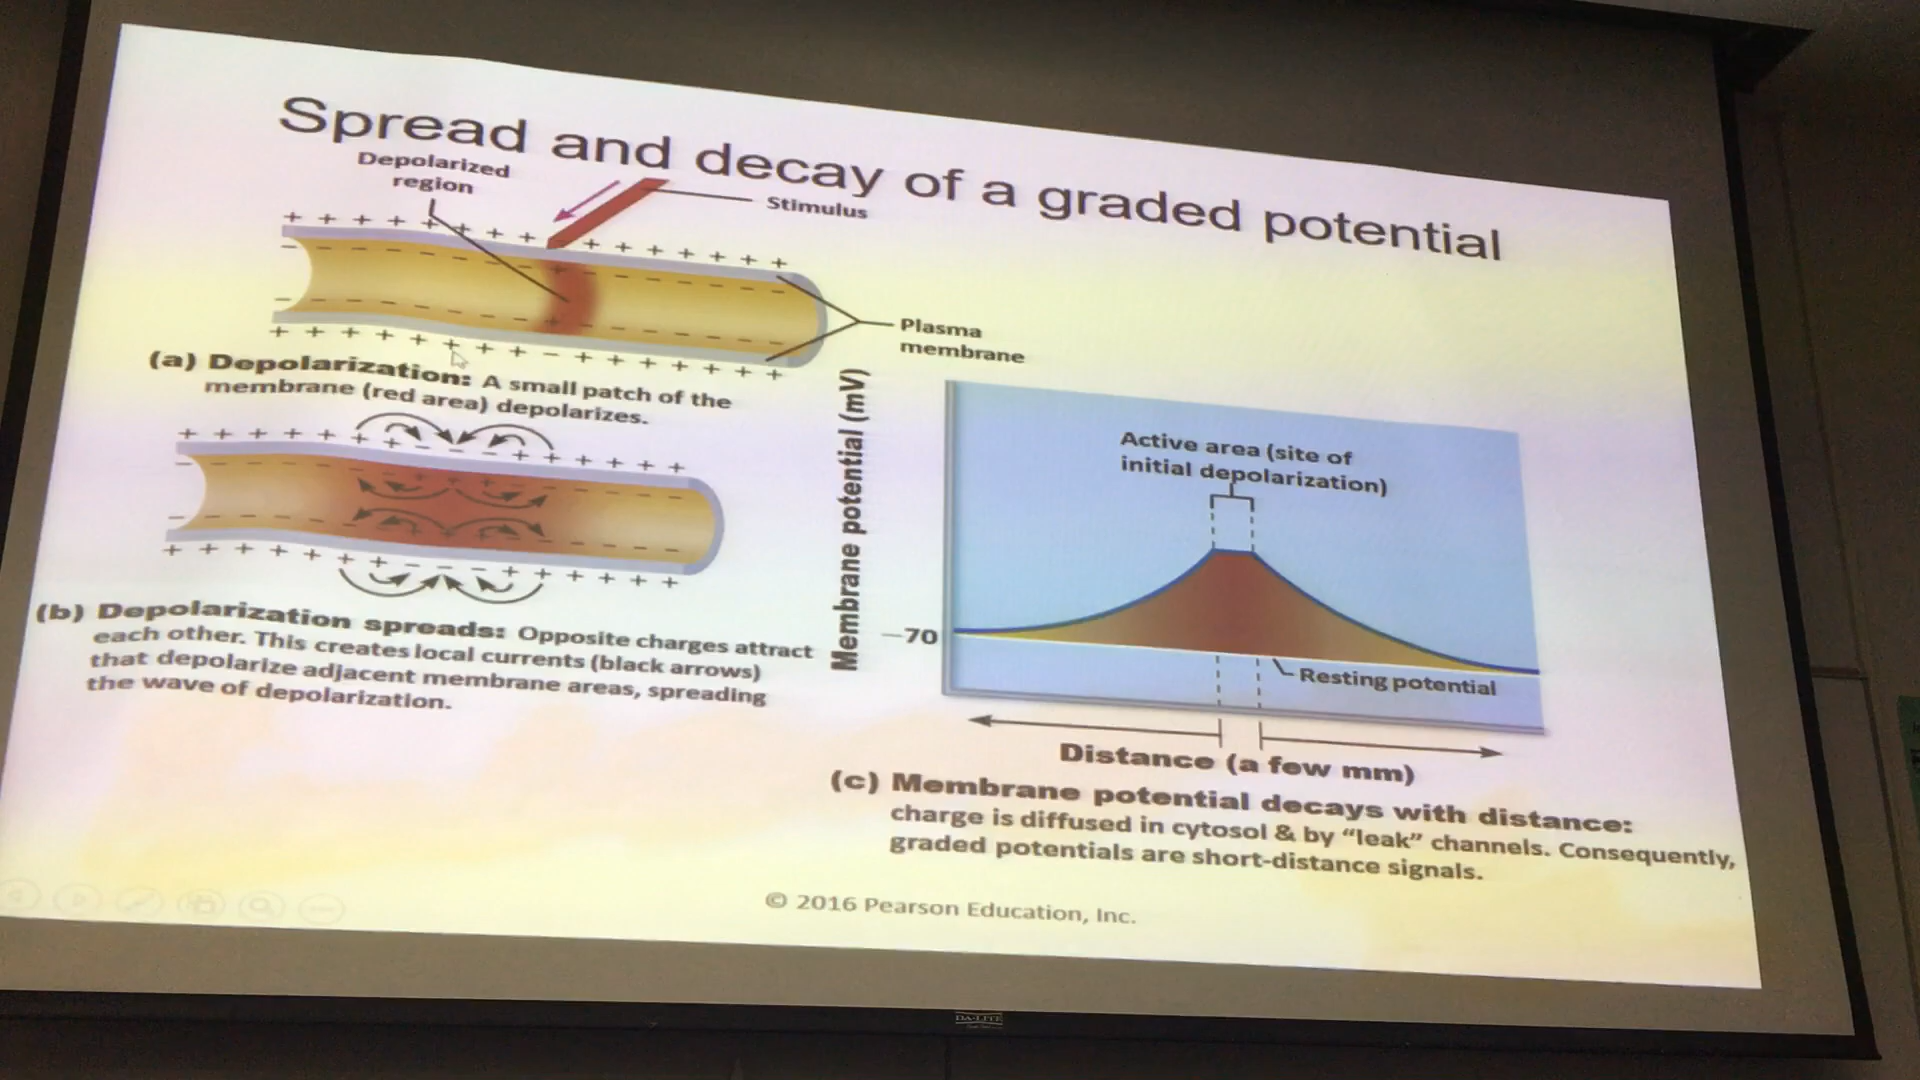 Spread and decay of a graded potential
Depolarized
region
Stimulus
Plasma
membrane
(a) Depolarization: A small patch of the
membrane (red area) depolarizes.
(b) Depolarization spreads: Opposite charges attract
each other. This creates local currents (black arrows)
that depolarize adjacent membrane areas, spreading
the wave of depolarization.
Membrane potential (mV)
Active area (site of
initial depolarization)
−70
Resting potential
Distance (a few mm)
(c) Membrane potential decays with distance:
charge is diffused in cytosol & by “leak” channels. Consequently,
graded potentials are short-distance signals.
© 2016 Pearson Education, Inc.
DA-LITE